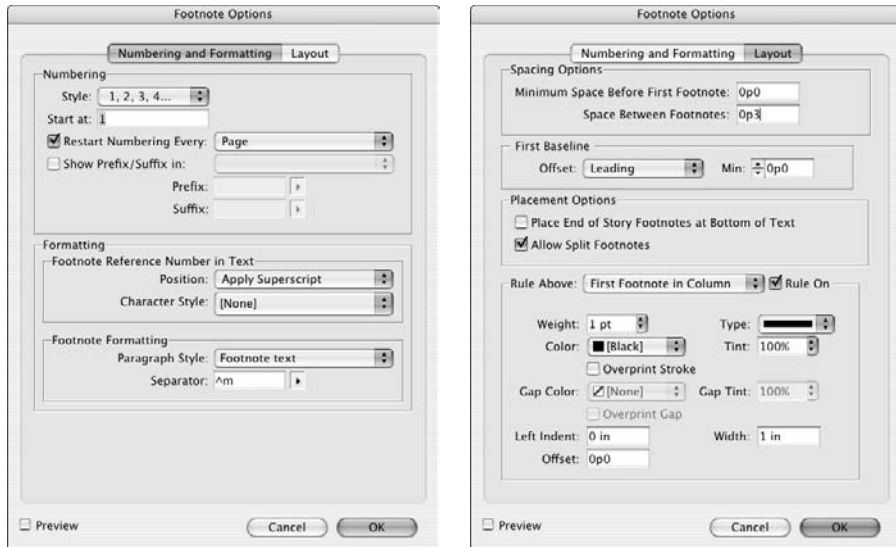 Footnote Options
Numbering and Formatting Layout
Numbering
Style: 1, 2, 3, 4...
Start at: 1
Restart Numbering Every: Page
Show Prefix/Suffix in:
Prefix:
Suffix:
Formatting
Footnote Reference Number in Text
Position: Apply Superscript
Character Style: [None]
Footnote Formatting
Paragraph Style: Footnote text
Separator: ^m
Preview Cancel OK
Footnote Options
Numbering and Formatting Layout
Spacing Options
Minimum Space Before First Footnote: 0p0
Space Between Footnotes: 0p3
First Baseline
Offset: Leading Min: 0p0
Placement Options
Place End of Story Footnotes at Bottom of Text
Allow Split Footnotes
Rule Above: First Footnote in Column Rule On
Weight: 1 pt Type:
Color: [Black] Tint: 100%
Overprint Stroke
Gap Color: [None] Gap Tint: 100%
Overprint Gap
Left Indent: 0 in Width: 1 in
Offset: 0p0
Preview Cancel OK